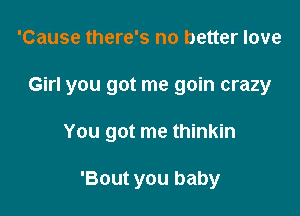 'Cause there's no better love
Girl you got me goin crazy
You got me thinkin
'Bout you baby